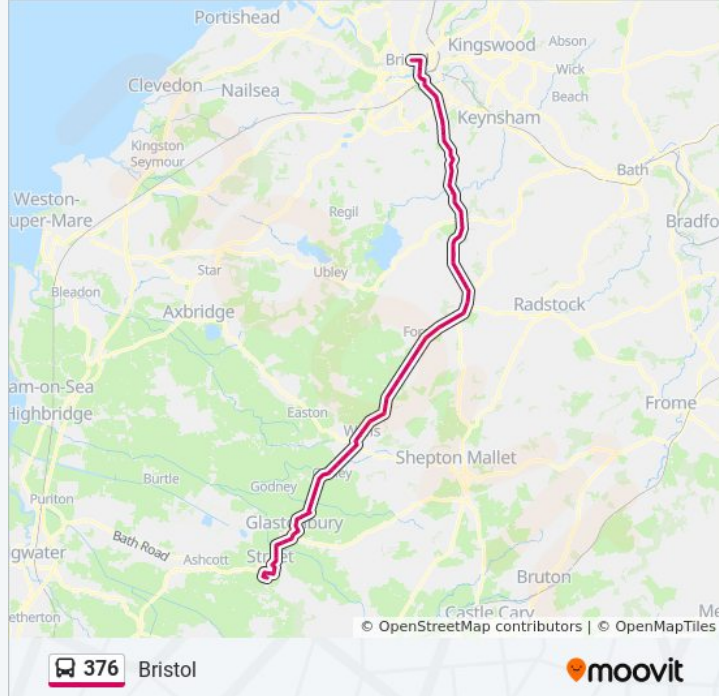 Portishead
Kingswood
Abson
Wick
Beach
Clevedon
Nailsea
Keynsham
Kingston
Seymour
Bath
Weston-
uper-Mare
Regil
Bradfo
Star
Ubley
Bleadon
Axbridge
Radstock
am-on-Sea
Highbridge
Easton
Frome
Shepton Mallet
Burtle
Godney
Puriton
Glastonbury
Bath Road
gwater
Ashcott
Street
Bruton
etherton
Castle Cary
Me
© OpenStreetMap contributors | © OpenMapTiles
376 Bristol
moovit